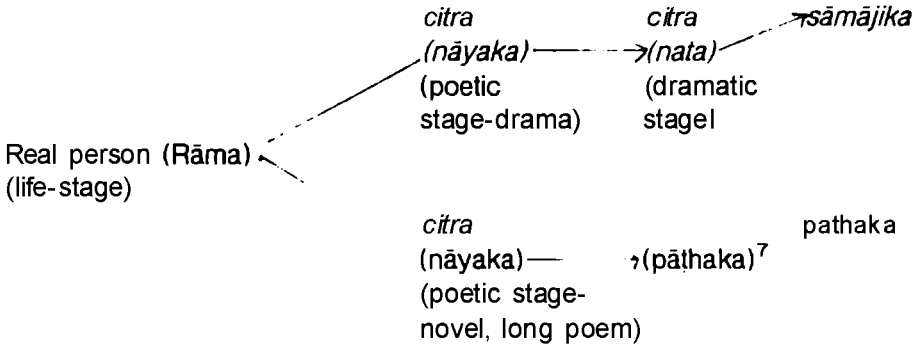 citra citra sāmājika
(nāyaka) (nata)
(poetic (dramatic
stage-drama) stagel
Real person (Rāma)
(life-stage)
citra pathaka
(nāyaka) (pāṭhaka)⁷
(poetic stage-
novel, long poem)